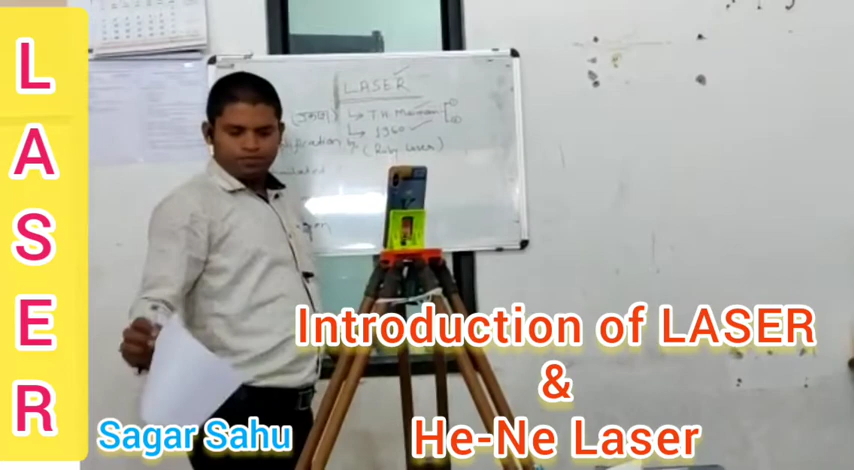 L
A
S
E
R
LASER
T.H. Maiman
1960
(Ruby Laser)
Introduction of LASER
&
He-Ne Laser
Sagar Sahu